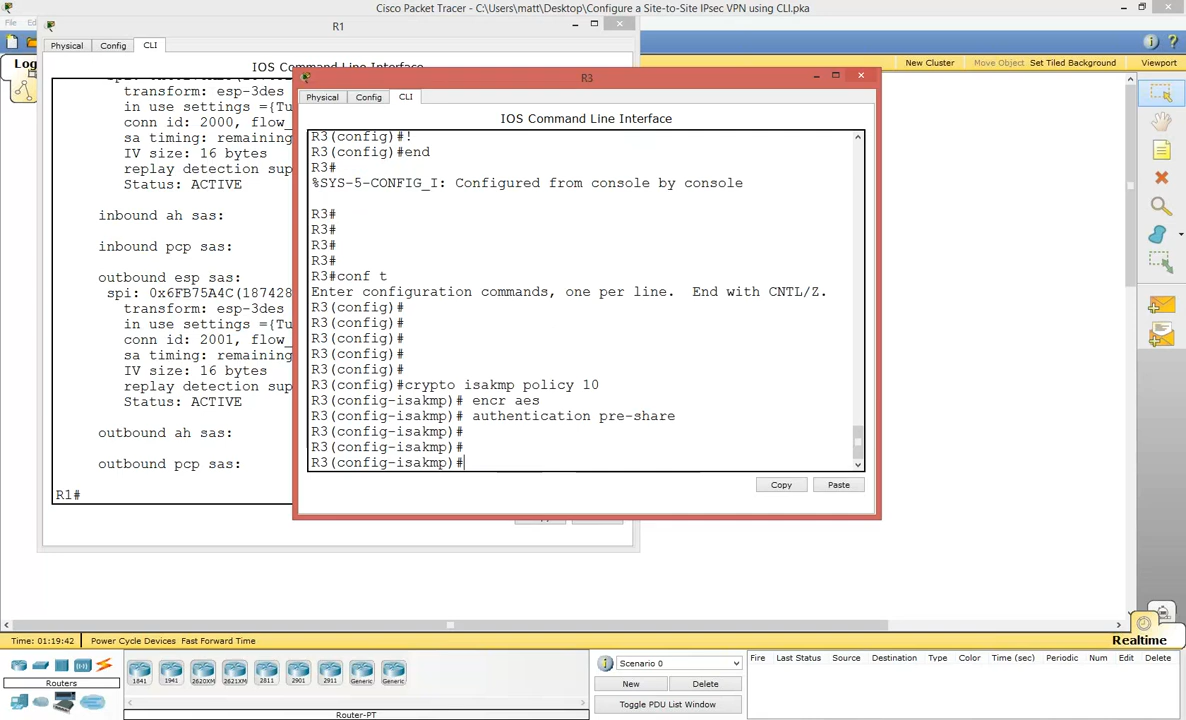 Cisco Packet Tracer - C:\Users\matt\Desktop\Configure a Site-to-Site IPsec VPN using CLI.pka
File
R1
Physical Config CLI
IOS Command Line Interface
Log
New Cluster Move Object Set Tiled Background Viewport
transform: esp-3des
in use settings ={Tu
conn id: 2000, flow_
sa timing: remaining
IV size: 16 bytes
replay detection sup
Status: ACTIVE
inbound ah sas:
inbound pcp sas:
outbound esp sas:
spi: 0x6FB75A4C(187428
transform: esp-3des
in use settings ={Tu
conn id: 2001, flow_
sa timing: remaining
IV size: 16 bytes
replay detection sup
Status: ACTIVE
outbound ah sas:
outbound pcp sas:
R1#
R3
Physical Config CLI
IOS Command Line Interface
R3(config)#!
R3(config)#end
R3#
%SYS-5-CONFIG_I: Configured from console by console
R3#
R3#
R3#
R3#
R3#conf t
Enter configuration commands, one per line.  End with CNTL/Z.
R3(config)#
R3(config)#
R3(config)#
R3(config)#
R3(config)#
R3(config)#crypto isakmp policy 10
R3(config-isakmp)# encr aes
R3(config-isakmp)# authentication pre-share
R3(config-isakmp)#
R3(config-isakmp)#
R3(config-isakmp)#
Copy Paste
Realtime
Time: 01:19:42 Power Cycle Devices Fast Forward Time
Routers
1841 1941 2620XM 2621XM 2811 2901 2911 Generic Generic
Router-PT
Scenario 0
New Delete
Toggle PDU List Window
Fire Last Status Source Destination Type Color Time (sec) Periodic Num Edit Delete